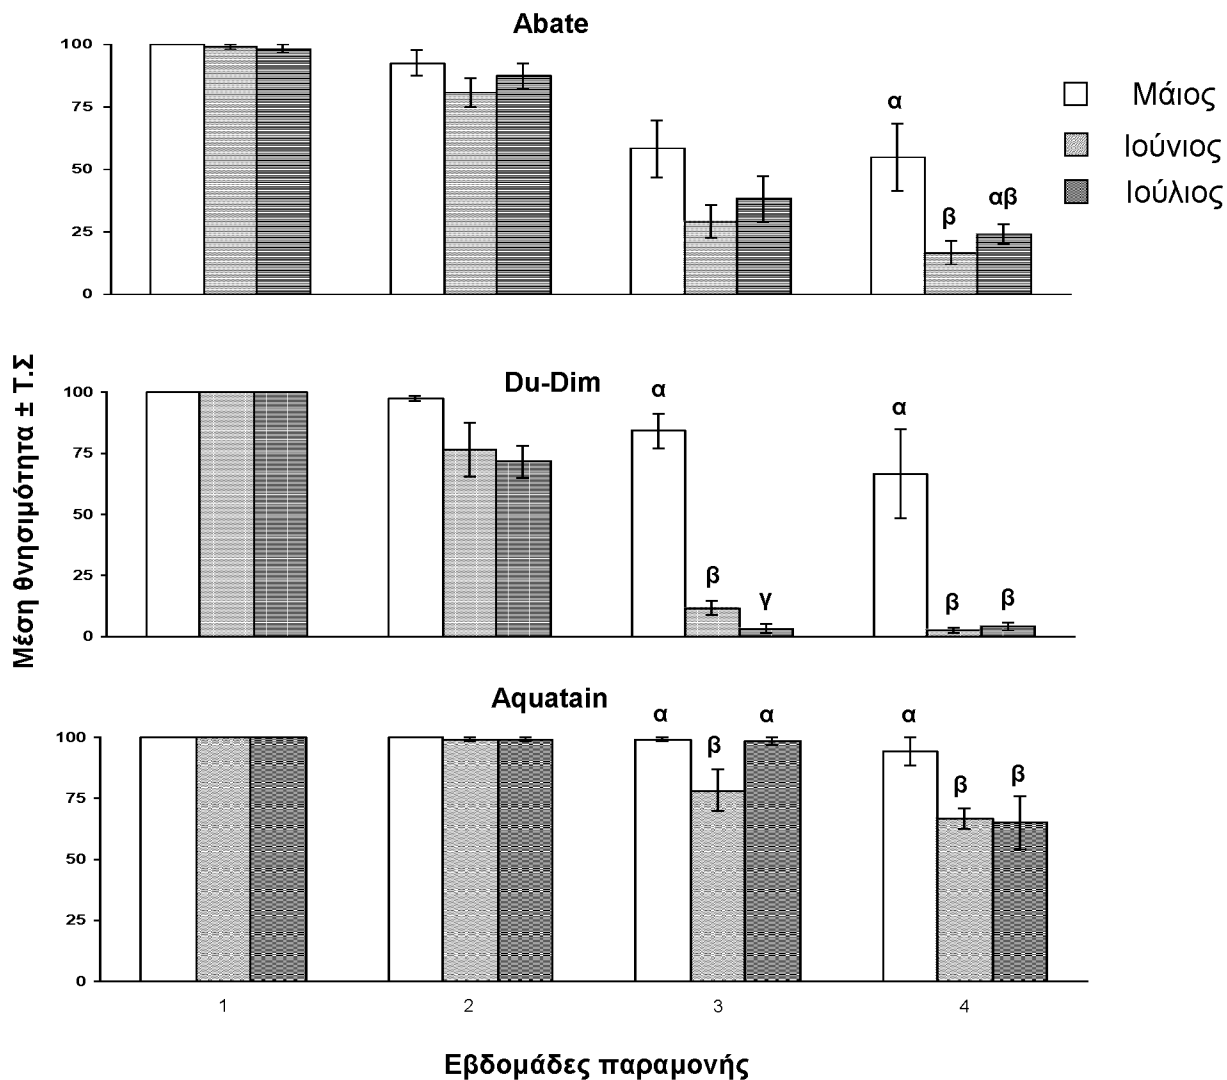 Abate
100
75
50
25
0
α
β
αβ
Μάιος
Ιούνιος
Ιούλιος
Μέση θνησιμότητα ± Τ.Σ
Du-Dim
100
75
50
25
0
α
β
γ
α
β
β
Aquatain
100
75
50
25
0
α
β
α
α
β
β
1 2 3 4
Εβδομάδες παραμονής